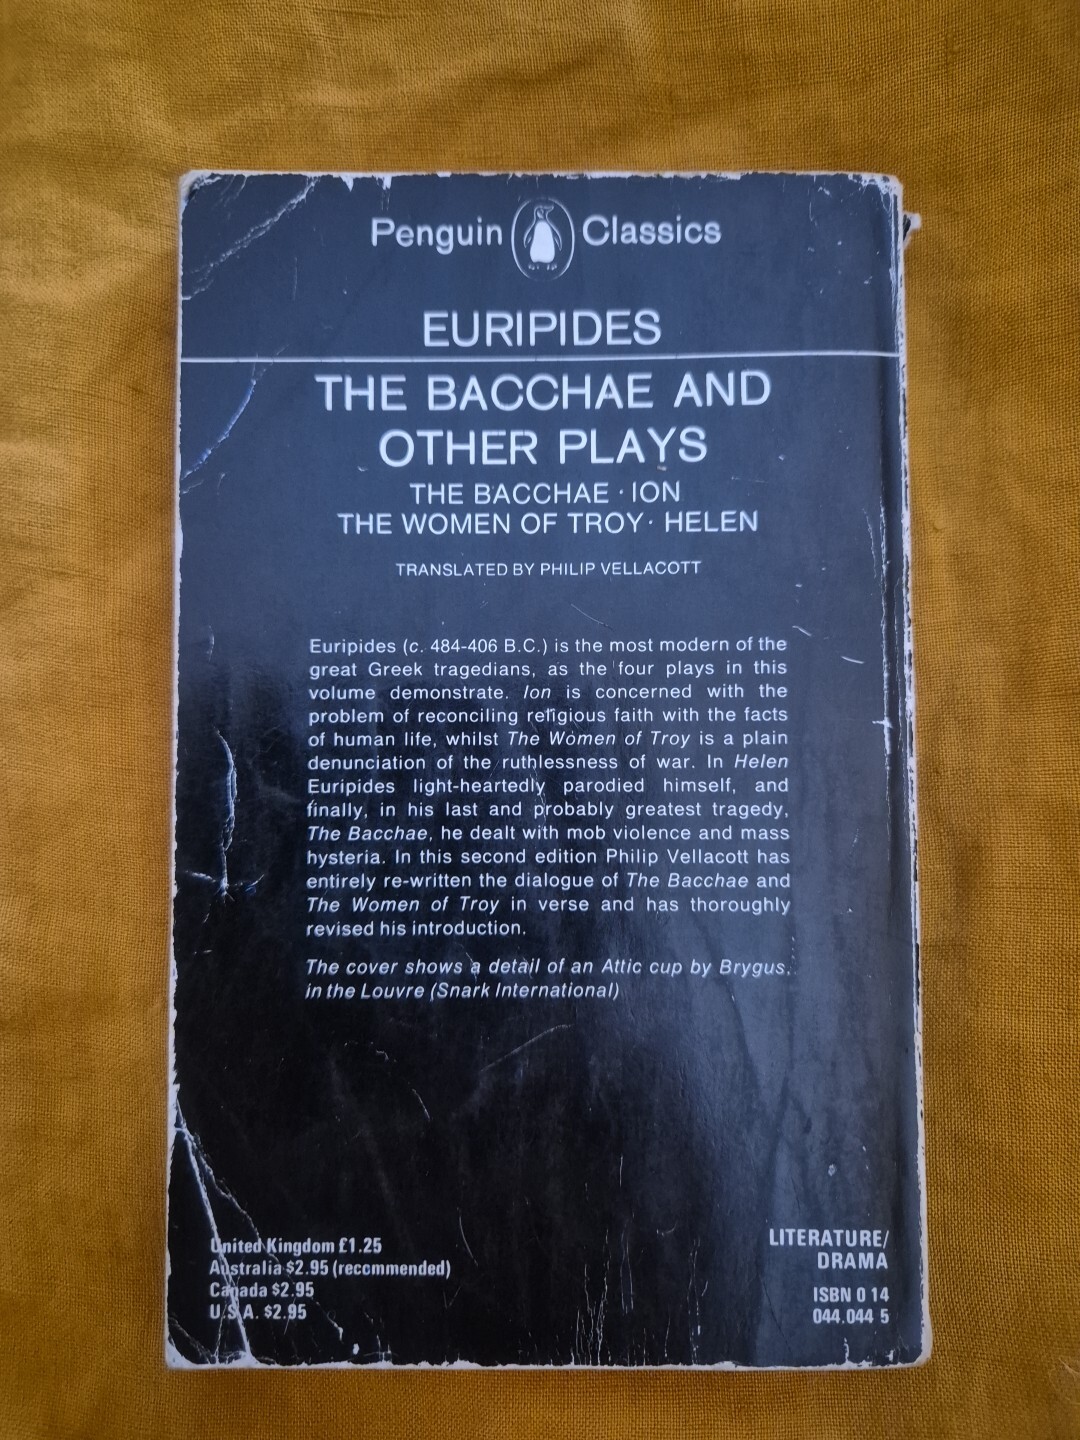 Penguin Classics
EURIPIDES
THE BACCHAE AND
OTHER PLAYS
THE BACCHAE · ION
THE WOMEN OF TROY · HELEN
TRANSLATED BY PHILIP VELLACOTT
Euripides (c. 484-406 B.C.) is the most modern of the
great Greek tragedians, as the four plays in this
volume demonstrate. Ion is concerned with the
problem of reconciling religious faith with the facts
of human life, whilst The Women of Troy is a plain
denunciation of the ruthlessness of war. In Helen
Euripides light-heartedly parodied himself, and
finally, in his last and probably greatest tragedy,
The Bacchae, he dealt with mob violence and mass
hysteria. In this second edition Philip Vellacott has
entirely re-written the dialogue of The Bacchae and
The Women of Troy in verse and has thoroughly
revised his introduction.
The cover shows a detail of an Attic cup by Brygus,
in the Louvre (Snark International)
United Kingdom £1.25
Australia $2.95 (recommended)
Canada $2.95
U.S.A. $2.95
LITERATURE/
DRAMA
ISBN 0 14
044.044 5